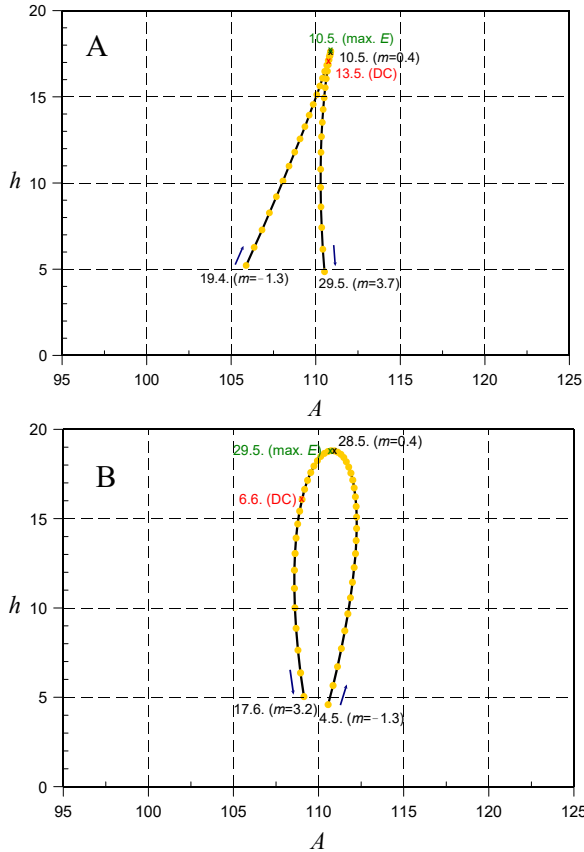 20
A
10.5. (max. E)
10.5. (m=0.4)
13.5. (DC)
15
h
10
5
19.4. (m=−1.3)
29.5. (m=3.7)
0
95 100 105 110 115 120 125
A
20
B
28.5. (m=0.4)
29.5. (max. E)
6.6. (DC)
15
h
10
5
17.6. (m=3.2)
4.5. (m=−1.3)
0
95 100 105 110 115 120 125
A